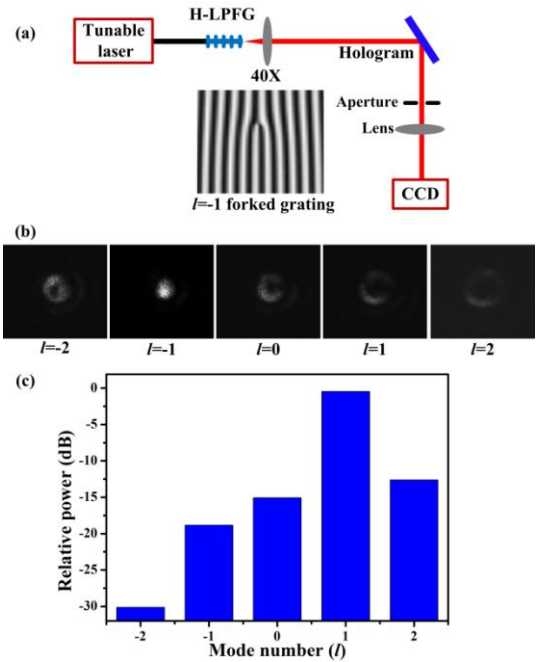 (a)
Tunable
laser
H-LPFG
40X
Hologram
Aperture
Lens
CCD
l=-1 forked grating
(b)
l=-2
l=-1
l=0
l=1
l=2
(c)
Relative power (dB)
0
-5
-10
-15
-20
-25
-30
-2
-1
0
1
2
Mode number (l)